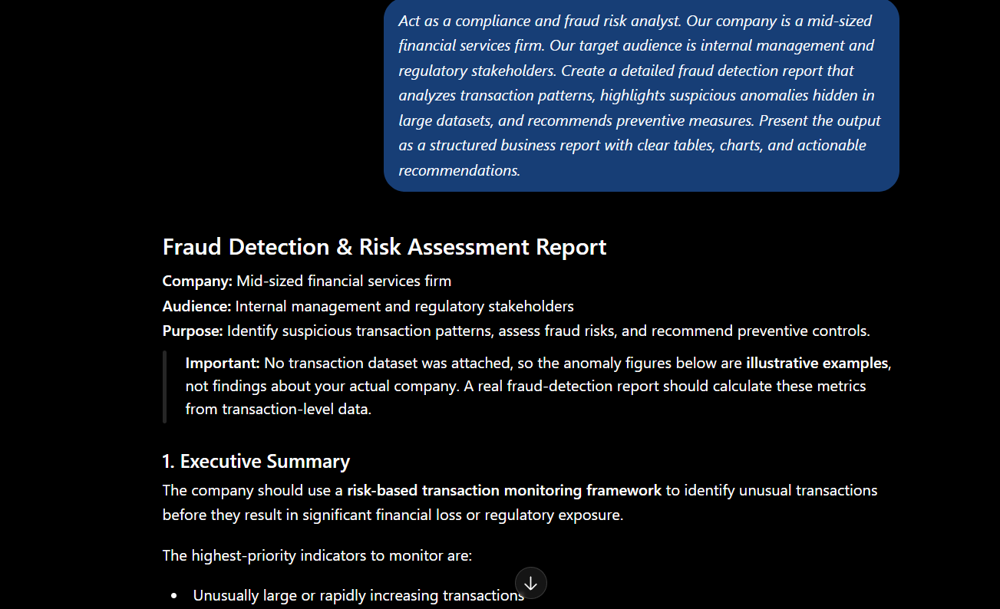 Act as a compliance and fraud risk analyst. Our company is a mid-sized
financial services firm. Our target audience is internal management and
regulatory stakeholders. Create a detailed fraud detection report that
analyzes transaction patterns, highlights suspicious anomalies hidden in
large datasets, and recommends preventive measures. Present the output
as a structured business report with clear tables, charts, and actionable
recommendations.
Fraud Detection & Risk Assessment Report
Company: Mid-sized financial services firm
Audience: Internal management and regulatory stakeholders
Purpose: Identify suspicious transaction patterns, assess fraud risks, and recommend preventive controls.
Important: No transaction dataset was attached, so the anomaly figures below are illustrative examples,
not findings about your actual company. A real fraud-detection report should calculate these metrics
from transaction-level data.
1. Executive Summary
The company should use a risk-based transaction monitoring framework to identify unusual transactions
before they result in significant financial loss or regulatory exposure.
The highest-priority indicators to monitor are:
• Unusually large or rapidly increasing transactions